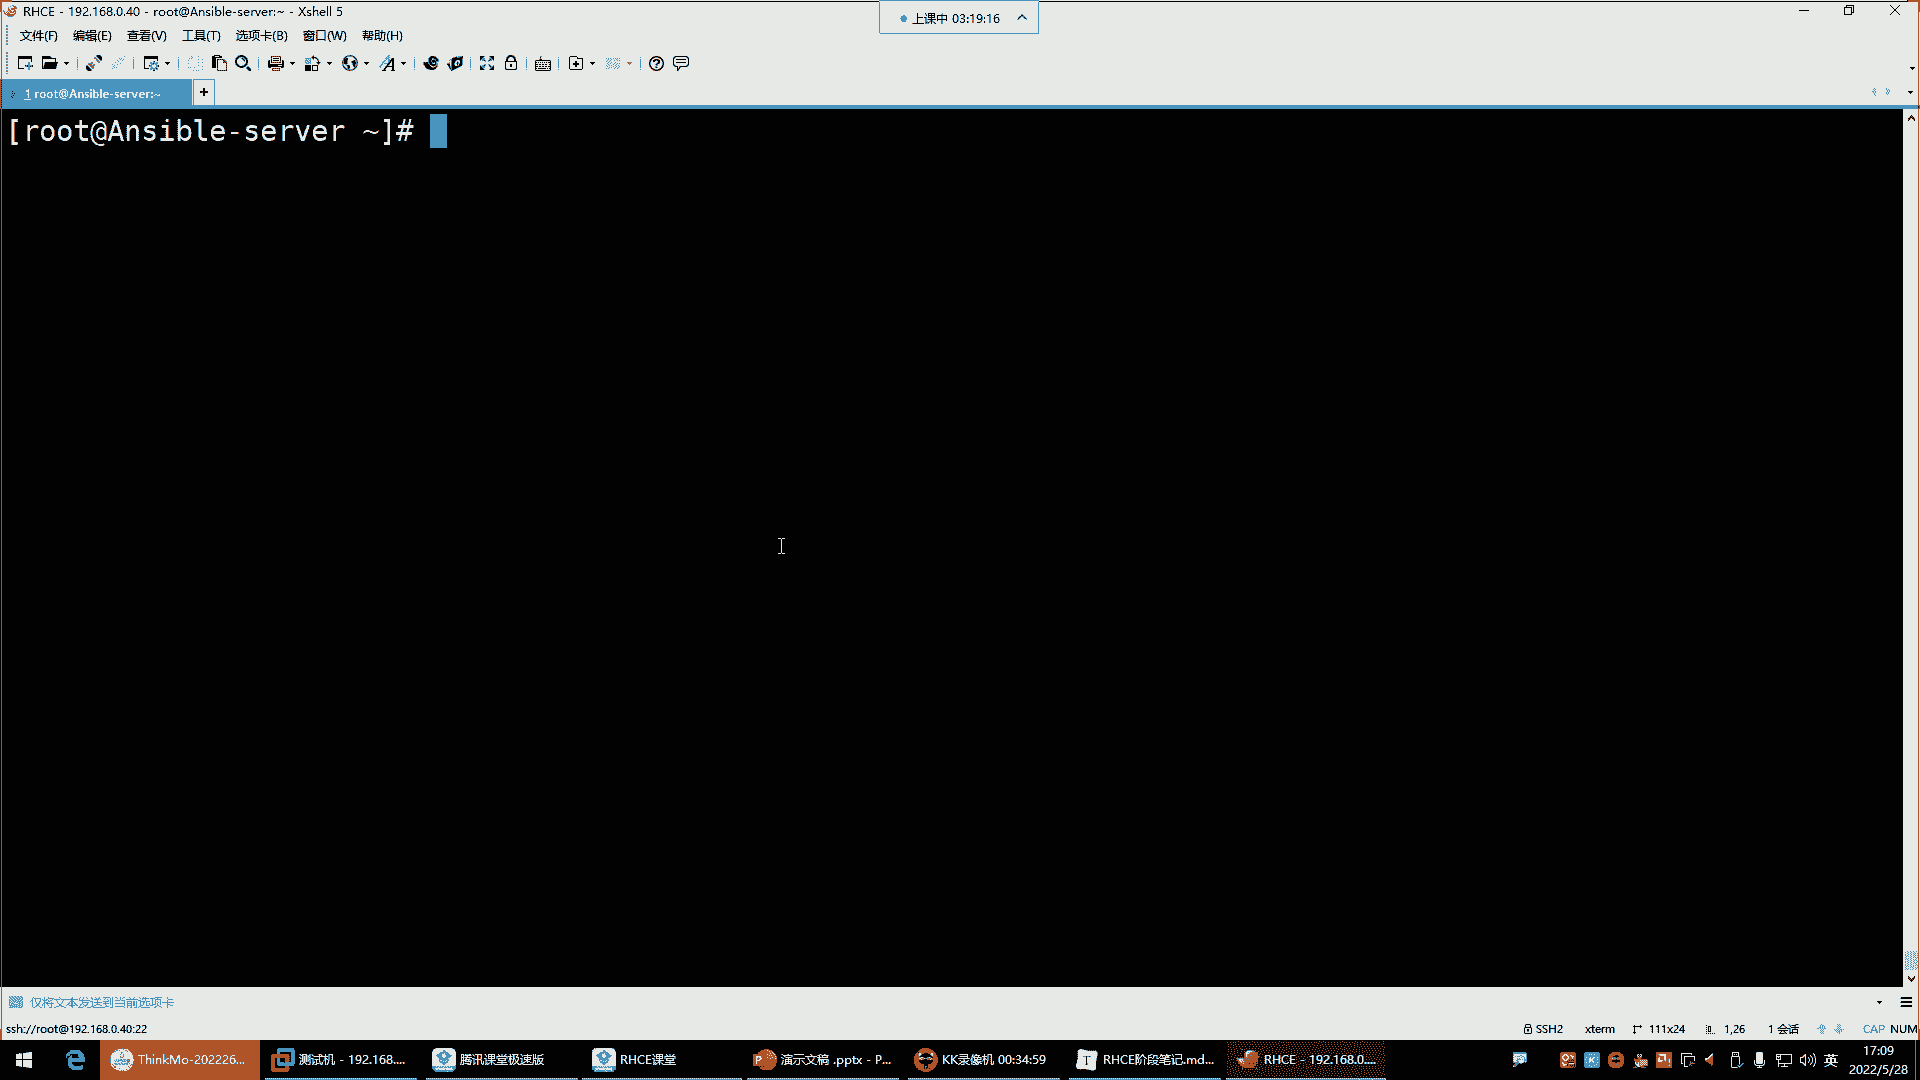 RHCE - 192.168.0.40 - root@Ansible-server:~ - Xshell 5
上课中 03:19:16
文件(F) 编辑(E) 查看(V) 工具(T) 选项卡(B) 窗口(W) 帮助(H)
1 root@Ansible-server:~ +
[root@Ansible-server ~]#
仅将文本发送到当前选项卡
ssh://root@192.168.0.40:22 SSH2 xterm 111x24 1,26 1 会话 CAP NUM
ThinkMo-202226... 测试机 - 192.168.... 腾讯课堂极速版 RHCE课堂 演示文稿 .pptx - P... KK录像机 00:34:59 RHCE阶段笔记.md... RHCE - 192.168.0.... 英 17:09
2022/5/28